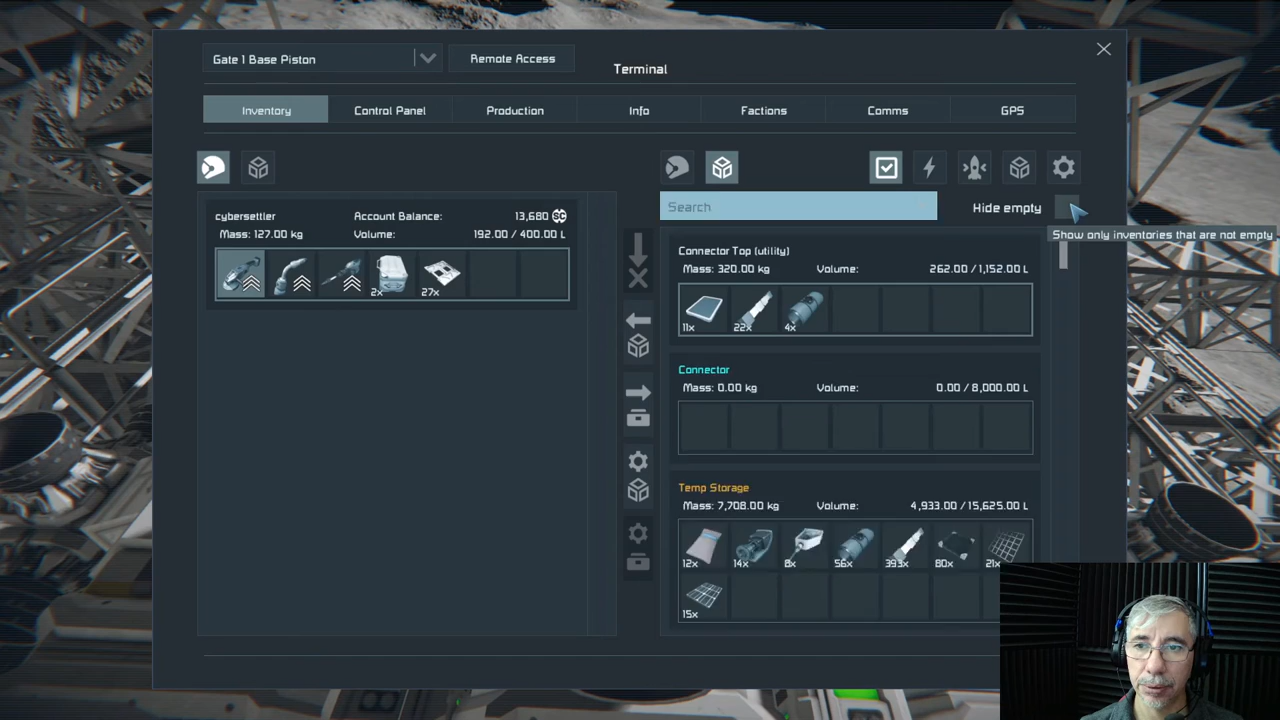 Gate 1 Base Piston
Remote Access
Terminal
Inventory
Control Panel
Production
Info
Factions
Comms
GPS
Search
Hide empty
Show only inventories that are not empty
cybersettler
Account Balance: 13,680 SC
Mass: 127.00 kg
Volume: 192.00 / 400.00 L
2x
27x
Connector Top (utility)
Mass: 320.00 kg
Volume: 262.00 / 1,152.00 L
11x
22x
4x
Connector
Mass: 0.00 kg
Volume: 0.00 / 8,000.00 L
Temp Storage
Mass: 7,708.00 kg
Volume: 4,933.00 / 15,625.00 L
12x
14x
8x
56x
393x
80x
21x
15x